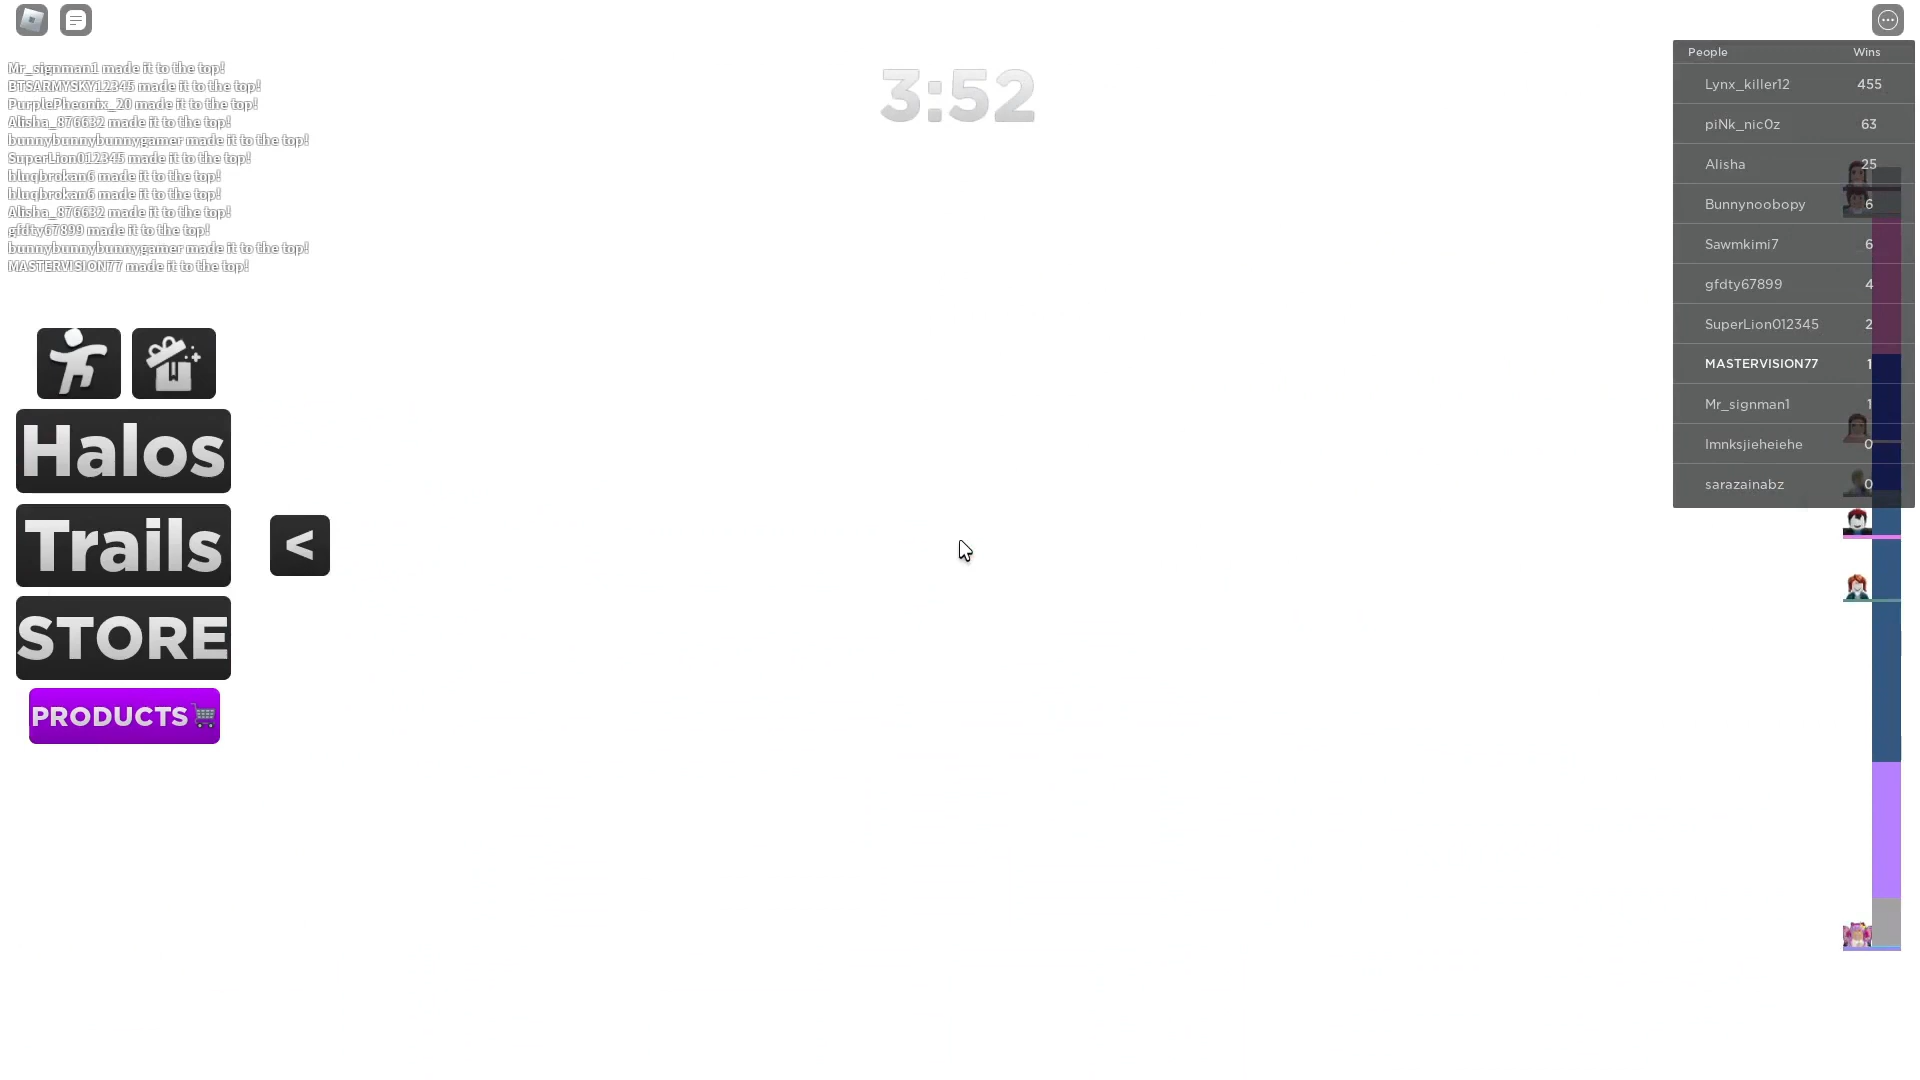 Mr_signman1 made it to the top!
BTSARMYSKY12345 made it to the top!
PurplePheonix_20 made it to the top!
Alisha_876632 made it to the top!
bunnybunnybunnygamer made it to the top!
SuperLion012345 made it to the top!
hluqbrokan6 made it to the top!
hluqbrokan6 made it to the top!
Alisha_876632 made it to the top!
gfdty67899 made it to the top!
bunnybunnybunnygamer made it to the top!
MASTERVISION77 made it to the top!
3:52
Halos
Trails
<
STORE
PRODUCTS
People Wins
Lynx_killer12 455
piNk_nic0z 63
Alisha 25
Bunnynoobopy 6
Sawmkimi7 6
gfdty67899 4
SuperLion012345 2
MASTERVISION77 1
Mr_signman1 1
Imnksjieheiehe 0
sarazainabz 0